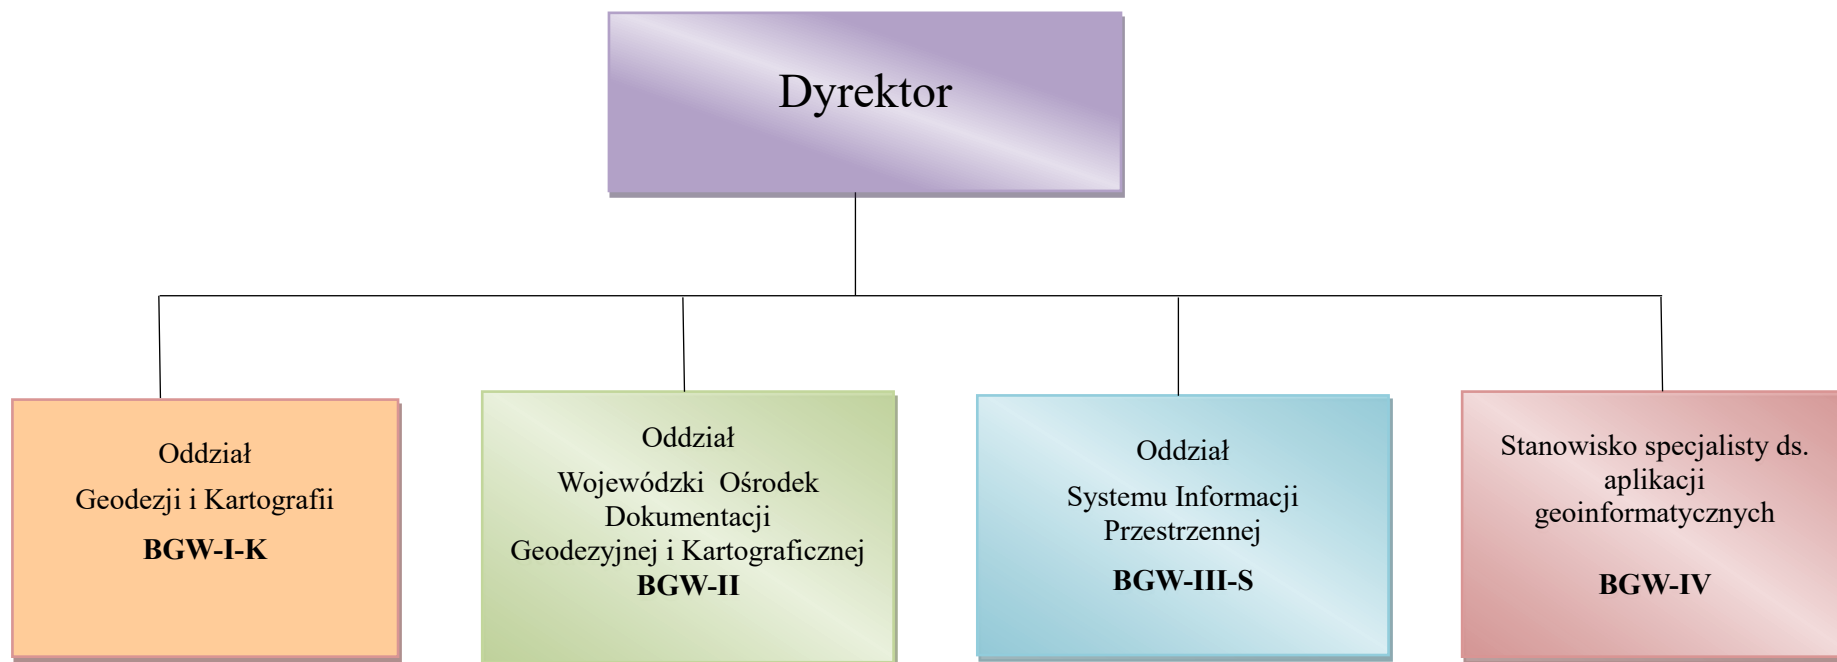 Dyrektor
Oddział
Geodezji i Kartografii
BGW-I-K
Oddział
Wojewódzki Ośrodek
Dokumentacji
Geodezyjnej i Kartograficznej
BGW-II
Oddział
Systemu Informacji
Przestrzennej
BGW-III-S
Stanowisko specjalisty ds.
aplikacji
geoinformatycznych
BGW-IV